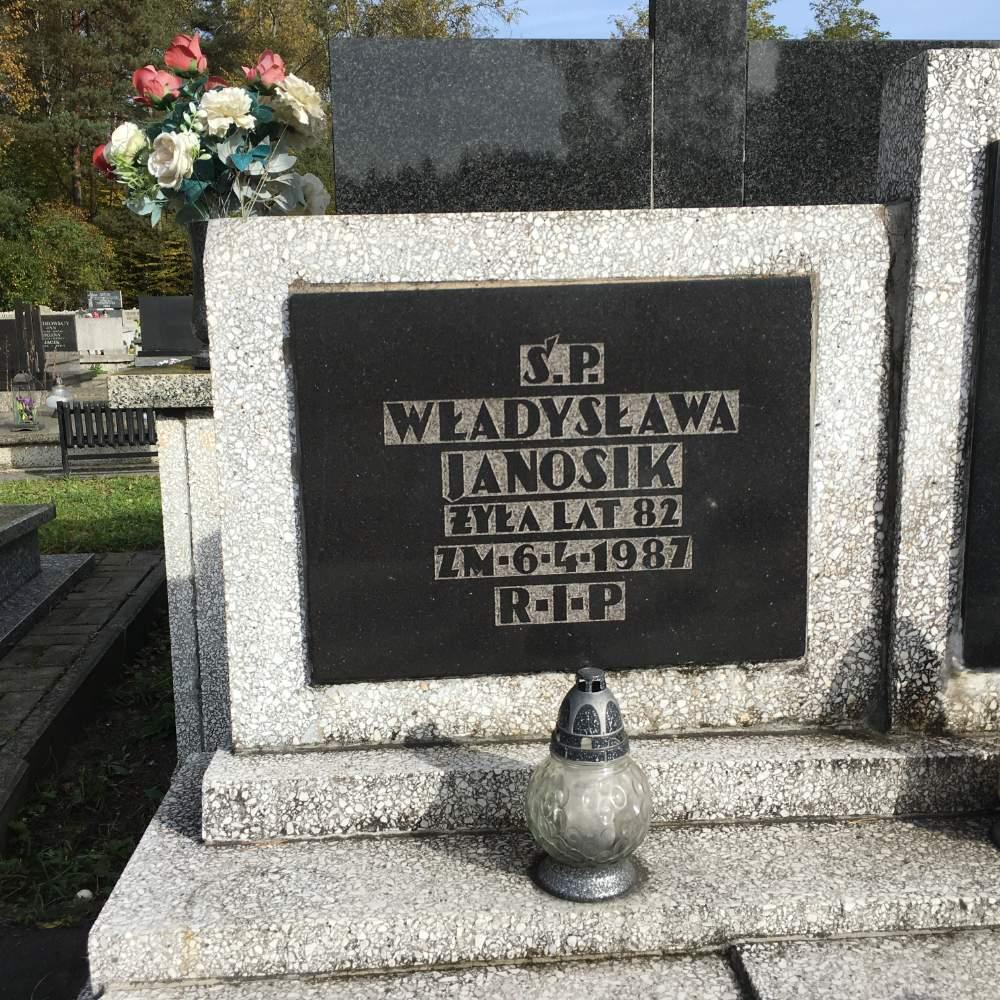 Ś.P.
WŁADYSŁAWA
JANOSIK
ŻYŁA LAT 82
ZM-6-4-1987
R-I-P